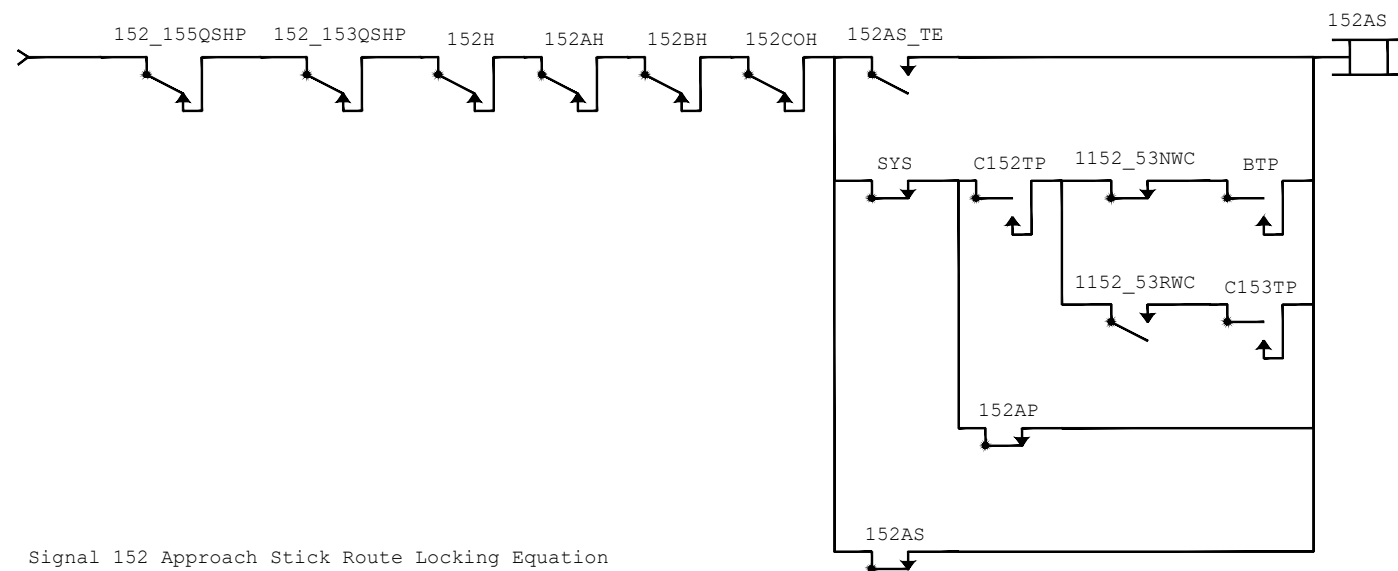 152AS
152_155QSHP 152_153QSHP 152H 152AH 152BH 152COH 152AS_TE
SYS C152TP 1152_53NWC BTP
1152_53RWC C153TP
152AP
152AS
Signal 152 Approach Stick Route Locking Equation